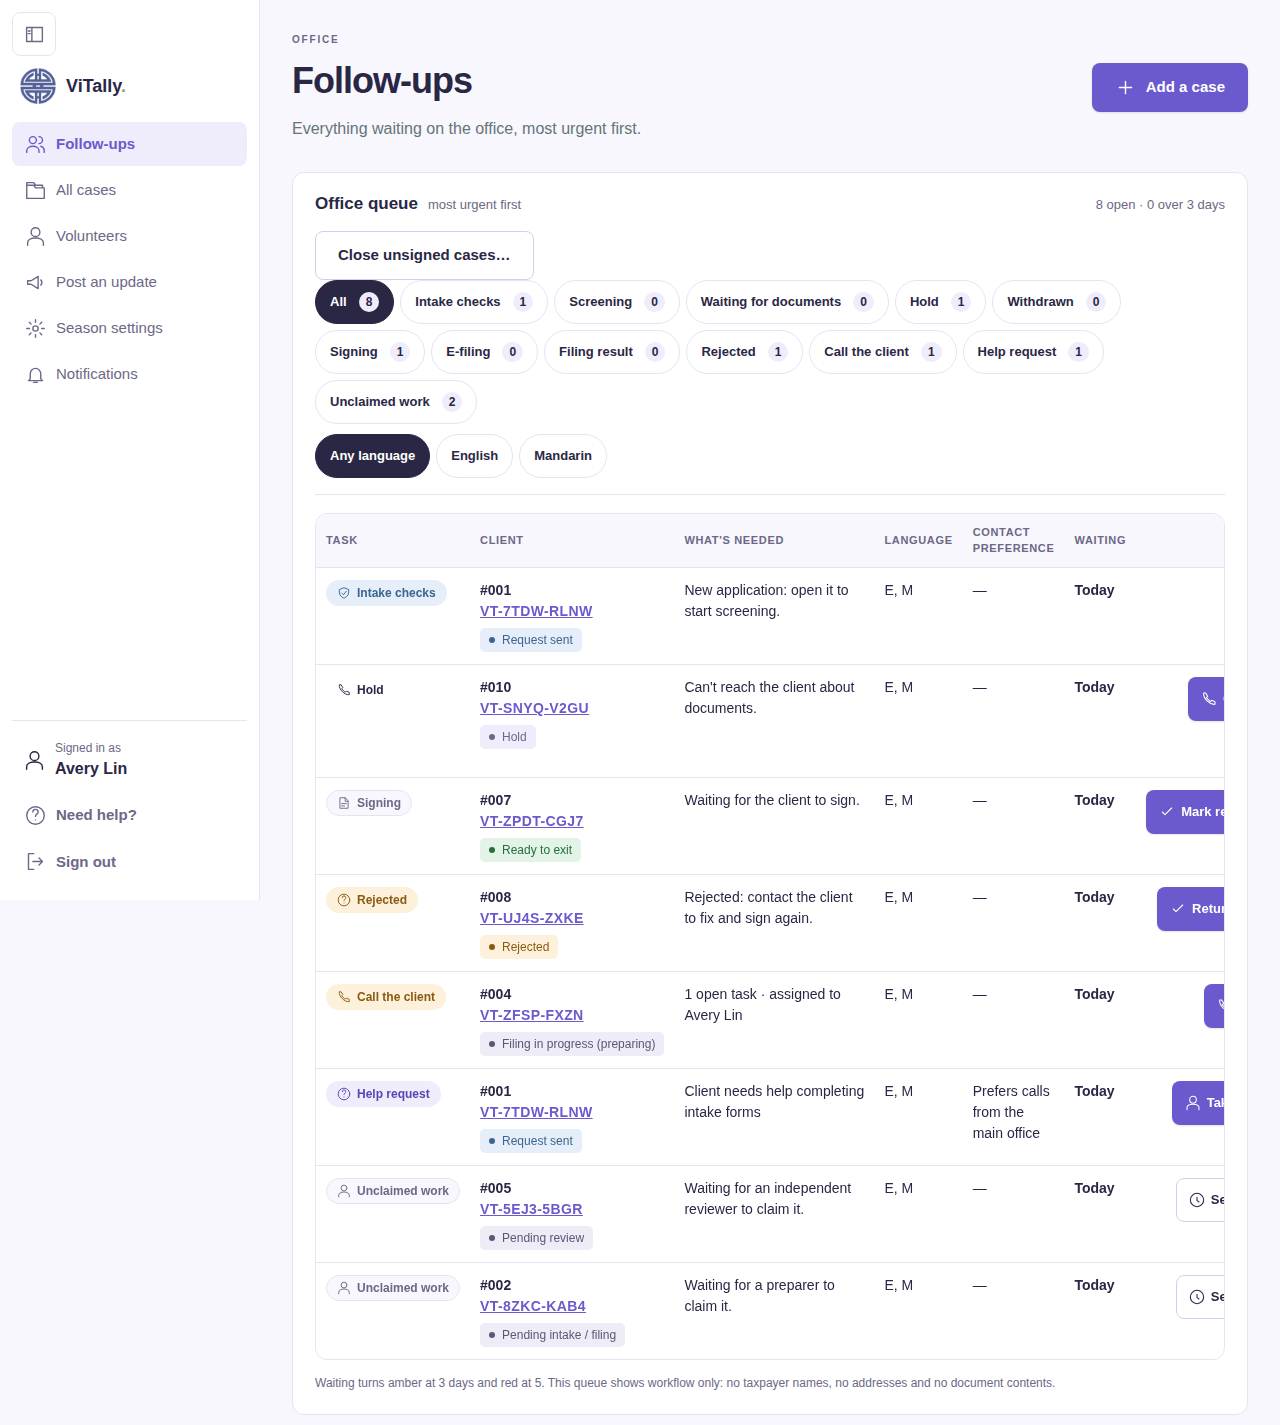 ViTally.
Follow-ups
All cases
Volunteers
Post an update
Season settings
Notifications
Signed in as
Avery Lin
Need help?
Sign out
OFFICE
Follow-ups
Everything waiting on the office, most urgent first.
Add a case
Office queue most urgent first
8 open · 0 over 3 days
Close unsigned cases…
All 8 Intake checks 1 Screening 0 Waiting for documents 0 Hold 1 Withdrawn 0
Signing 1 E-filing 0 Filing result 0 Rejected 1 Call the client 1 Help request 1
Unclaimed work 2
Any language English Mandarin
TASK CLIENT WHAT'S NEEDED LANGUAGE CONTACT PREFERENCE WAITING
Intake checks #001 New application: open it to E, M — Today
VT-7TDW-RLNW start screening.
Request sent
Hold #010 Can't reach the client about E, M — Today
VT-SNYQ-V2GU documents.
Hold
Signing #007 Waiting for the client to sign. E, M — Today Mark re
VT-ZPDT-CGJ7
Ready to exit
Rejected #008 Rejected: contact the client E, M — Today Retur
VT-UJ4S-ZXKE to fix and sign again.
Rejected
Call the client #004 1 open task · assigned to E, M — Today
VT-ZFSP-FXZN Avery Lin
Filing in progress (preparing)
Help request #001 Client needs help completing E, M Prefers calls Today Tak
VT-7TDW-RLNW intake forms from the
Request sent main office
Unclaimed work #005 Waiting for an independent E, M — Today Se
VT-5EJ3-5BGR reviewer to claim it.
Pending review
Unclaimed work #002 Waiting for a preparer to E, M — Today Se
VT-8ZKC-KAB4 claim it.
Pending intake / filing
Waiting turns amber at 3 days and red at 5. This queue shows workflow only: no taxpayer names, no addresses and no document contents.